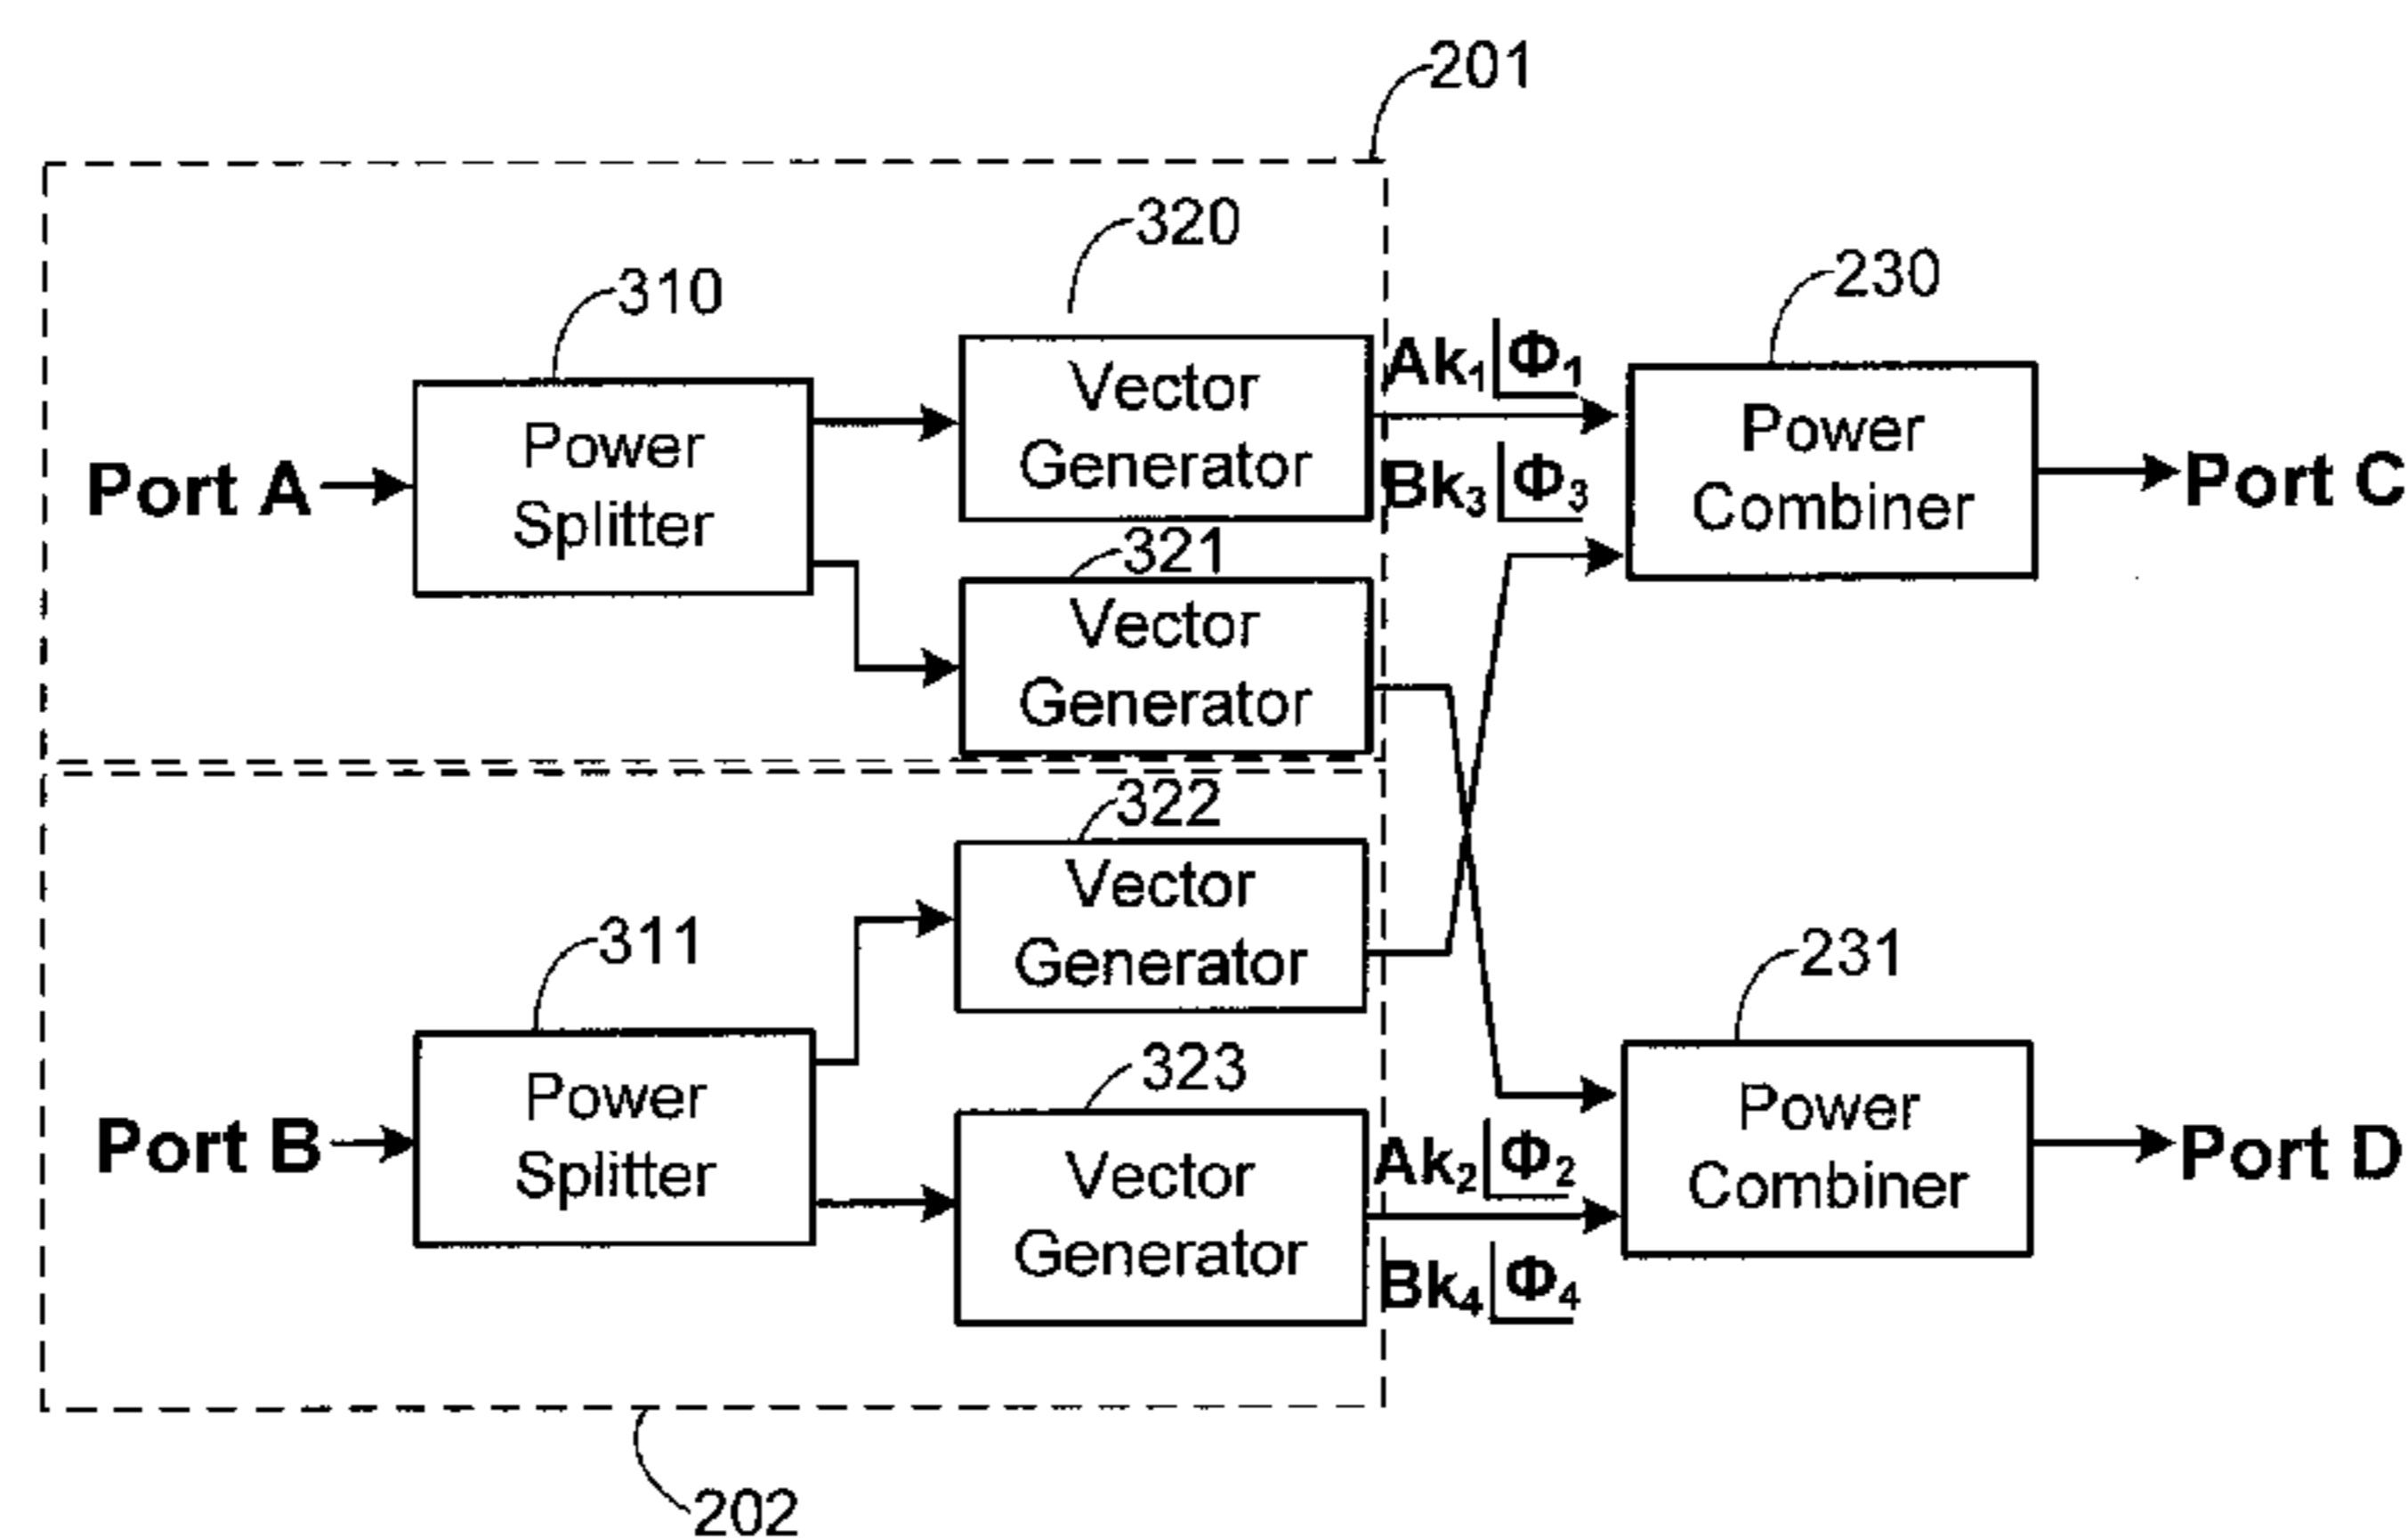 201
320
310
230
Vector
Generator
Ak₁|Φ₁
Bk₃|Φ₃
Power
Combiner
Port A
Power
Splitter
Port C
321
Vector
Generator
322
Vector
Generator
311
231
323
Port B
Power
Splitter
Vector
Generator
Ak₂|Φ₂
Bk₄|Φ₄
Power
Combiner
Port D
202